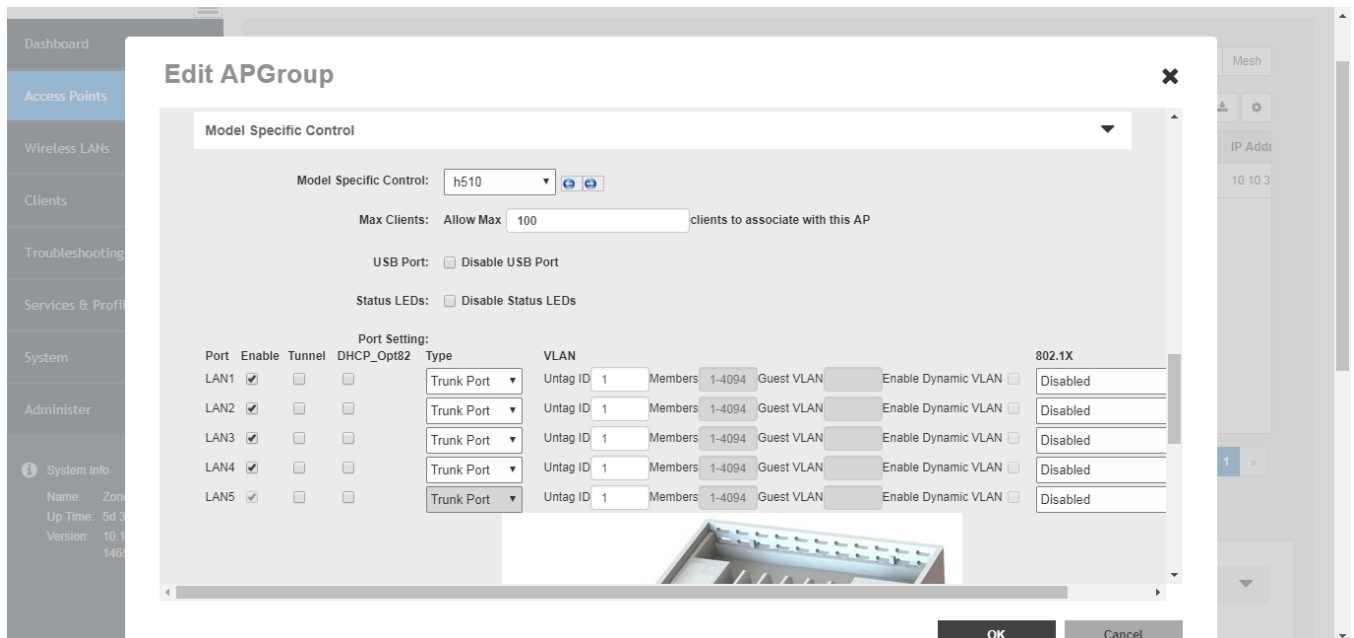 Dashboard
Edit APGroup
Mesh
Access Points
Model Specific Control
Wireless LANs
IP Addr
Model Specific Control: h510
10.10.3
Clients
Max Clients: Allow Max 100 clients to associate with this AP
Troubleshooting
USB Port: Disable USB Port
Services & Profil
Status LEDs: Disable Status LEDs
Port Setting:
System
Port Enable Tunnel DHCP_Opt82 Type VLAN 802.1X
LAN1 Trunk Port Untag ID 1 Members 1-4094 Guest VLAN Enable Dynamic VLAN Disabled
Administer
LAN2 Trunk Port Untag ID 1 Members 1-4094 Guest VLAN Enable Dynamic VLAN Disabled
LAN3 Trunk Port Untag ID 1 Members 1-4094 Guest VLAN Enable Dynamic VLAN Disabled
LAN4 Trunk Port Untag ID 1 Members 1-4094 Guest VLAN Enable Dynamic VLAN Disabled
System Info
1 »
LAN5 Trunk Port Untag ID 1 Members 1-4094 Guest VLAN Enable Dynamic VLAN Disabled
Name: Zon
Up Time: 5d 3
Version: 10.1
1465
OK Cancel